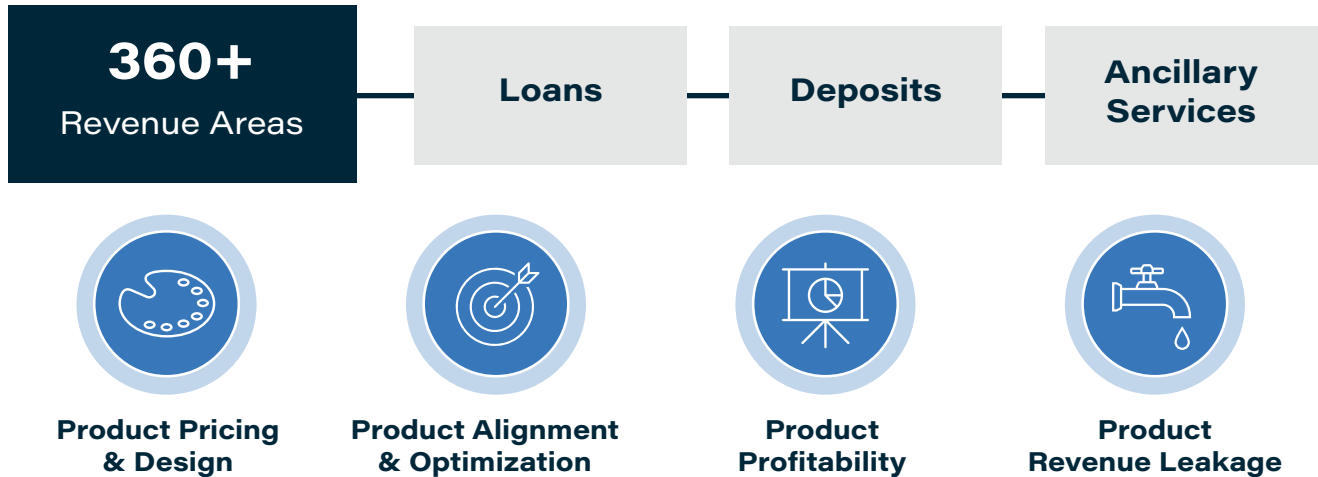 360+
Revenue Areas
Loans
Deposits
Ancillary
Services
Product Pricing
& Design
Product Alignment
& Optimization
Product
Profitability
Product
Revenue Leakage